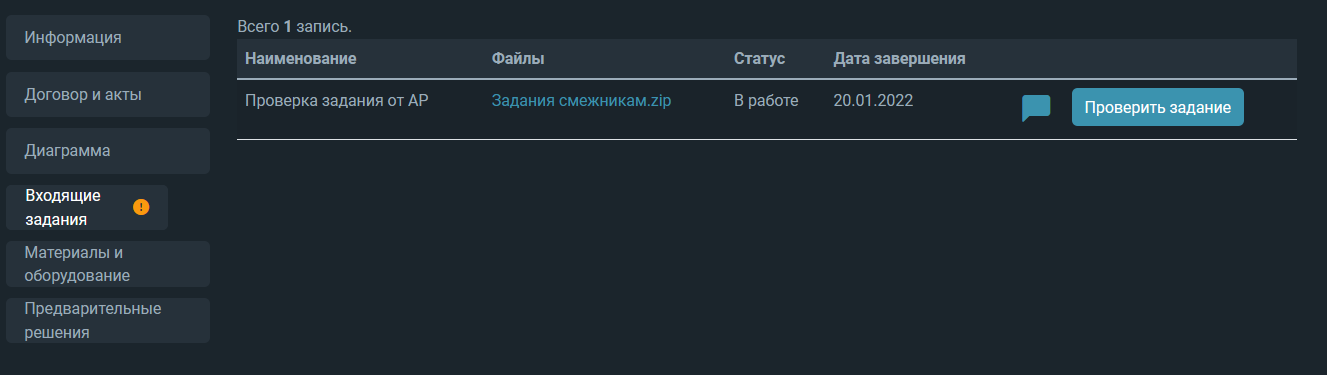 Информация
Договор и акты
Диаграмма
Входящие
задания
Материалы и
оборудование
Предварительные
решения
Всего 1 запись.
Наименование Файлы Статус Дата завершения
Проверка задания от АР Задания смежникам.zip В работе 20.01.2022 Проверить задание